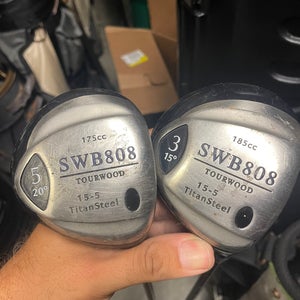 175cc
5
20°
SWB808
TOURWOOD
15-5
TitanSteel
185cc
3
15°
SWB808
TOURWOOD
15-5
TitanSteel